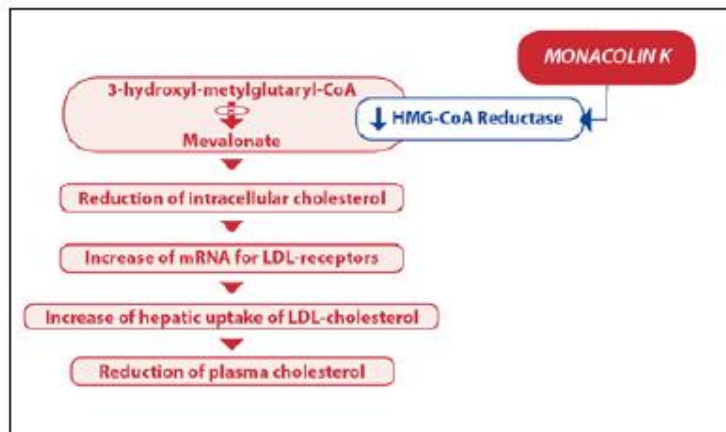 MONACOLIN K
3-hydroxyl-metylglutaryl-CoA
HMG-CoA Reductase
Mevalonate
Reduction of intracellular cholesterol
Increase of mRNA for LDL-receptors
Increase of hepatic uptake of LDL-cholesterol
Reduction of plasma cholesterol